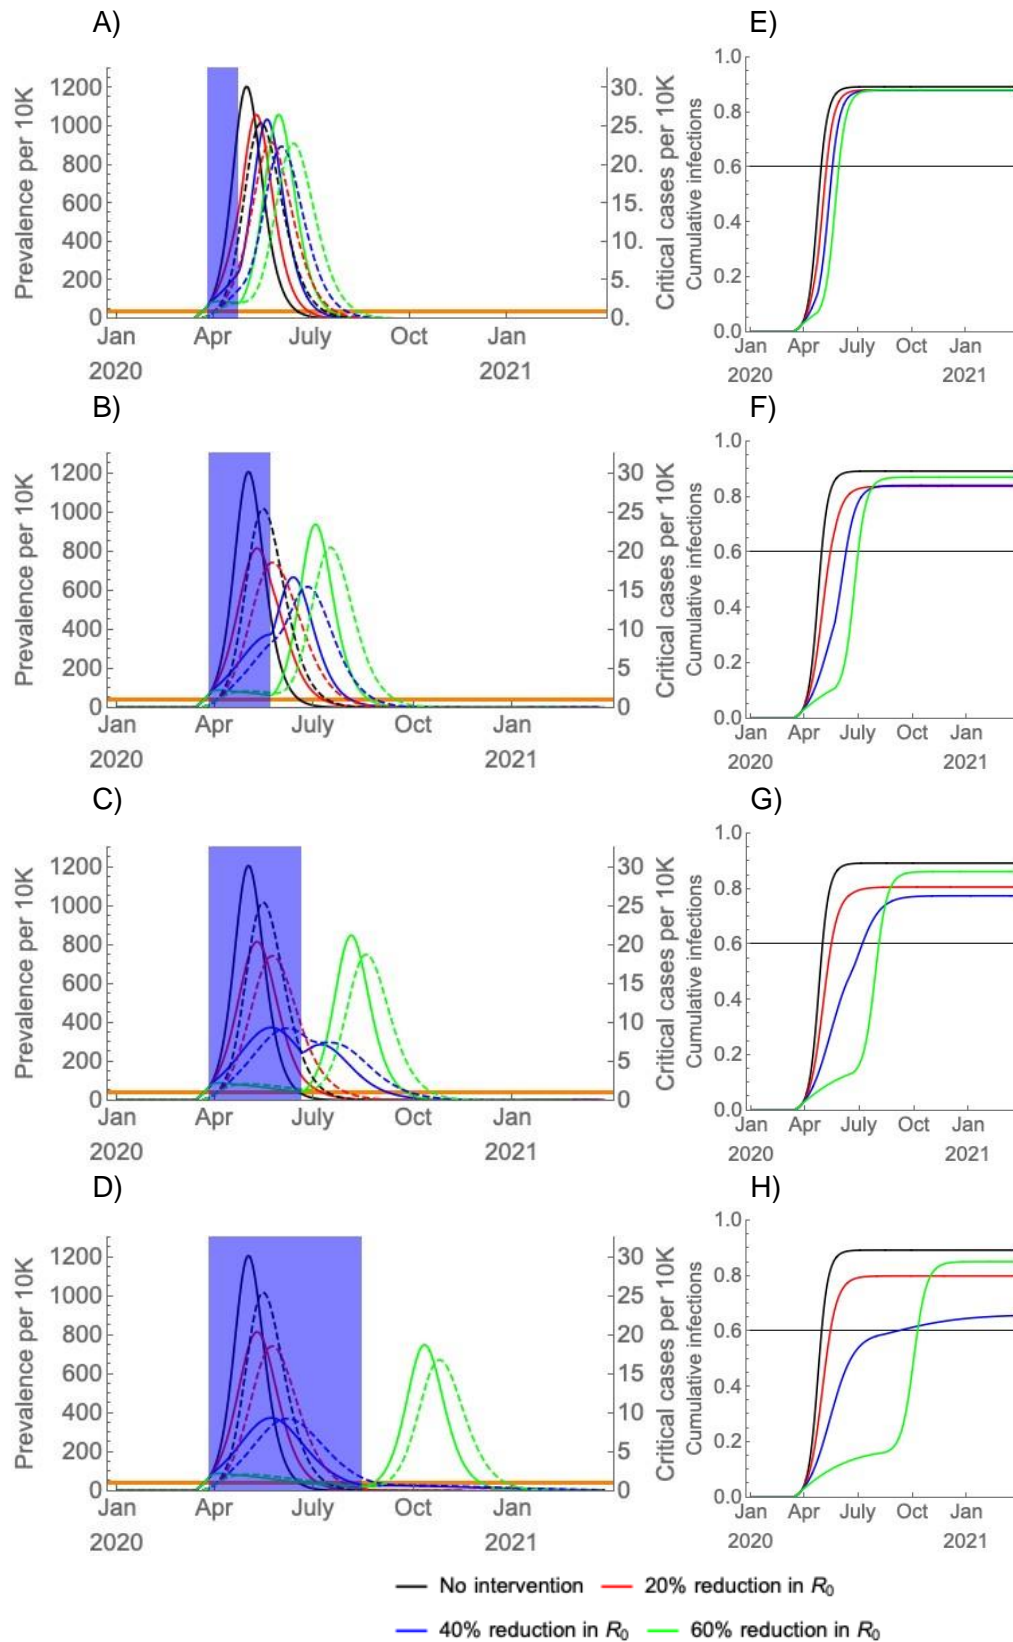 A)
E)
Prevalence per 10K
1200
1000
800
600
400
200
0
30.
25.
20.
15.
10.
5.
0.
Critical cases per 10K
Jan
Apr
July
Oct
Jan
2020
2021
Cumulative infections
1.0
0.8
0.6
0.4
0.2
0.0
Jan
Apr
July
Oct
Jan
2020
2021
B)
F)
Prevalence per 10K
1200
1000
800
600
400
200
0
30
25
20
15
10
5
0
Critical cases per 10K
Jan
Apr
July
Oct
Jan
2020
2021
Cumulative infections
1.0
0.8
0.6
0.4
0.2
0.0
Jan
Apr
July
Oct
Jan
2020
2021
C)
G)
Prevalence per 10K
1200
1000
800
600
400
200
0
30
25
20
15
10
5
0
Critical cases per 10K
Jan
Apr
July
Oct
Jan
2020
2021
Cumulative infections
1.0
0.8
0.6
0.4
0.2
0.0
Jan
Apr
July
Oct
Jan
2020
2021
D)
H)
Prevalence per 10K
1200
1000
800
600
400
200
0
30
25
20
15
10
5
0
Critical cases per 10K
Jan
Apr
July
Oct
Jan
2020
2021
Cumulative infections
1.0
0.8
0.6
0.4
0.2
0.0
Jan
Apr
July
Oct
Jan
2020
2021
No intervention
20% reduction in R0
40% reduction in R0
60% reduction in R0